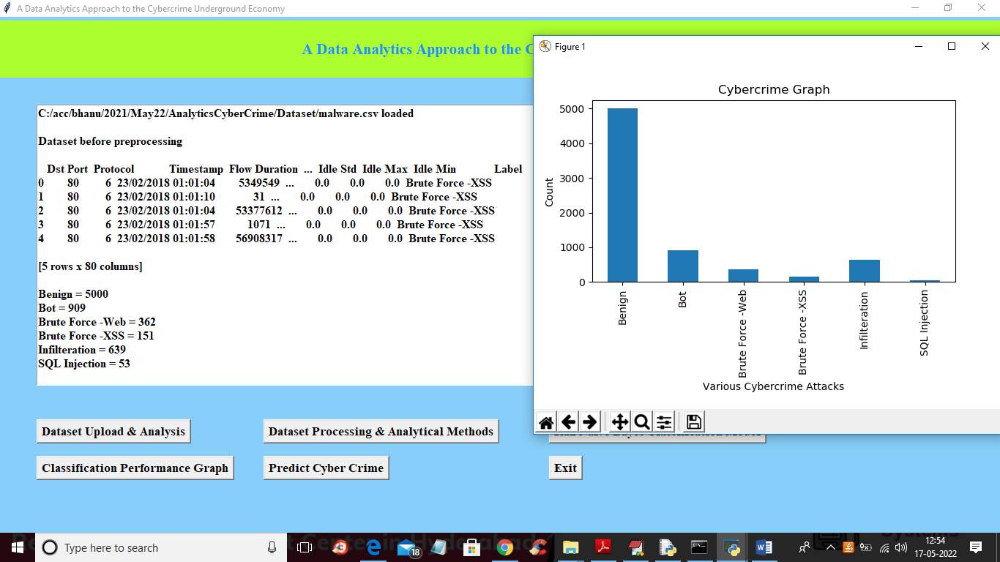 A Data Analytics Approach to the Cybercrime Underground Economy
A Data Analytics Approach to the C
C:/acc/bhanu/2021/May22/AnalyticsCyberCrime/Dataset/malware.csv loaded
Dataset before preprocessing
Dst Port Protocol Timestamp Flow Duration ... Idle Std Idle Max Idle Min Label
0 80 6 23/02/2018 01:01:04 5349549 ... 0.0 0.0 0.0 Brute Force -XSS
1 80 6 23/02/2018 01:01:10 31 ... 0.0 0.0 0.0 Brute Force -XSS
2 80 6 23/02/2018 01:01:04 53377612 ... 0.0 0.0 0.0 Brute Force -XSS
3 80 6 23/02/2018 01:01:57 1071 ... 0.0 0.0 0.0 Brute Force -XSS
4 80 6 23/02/2018 01:01:58 56908317 ... 0.0 0.0 0.0 Brute Force -XSS
[5 rows x 80 columns]
Benign = 5000
Bot = 909
Brute Force -Web = 362
Brute Force -XSS = 151
Infilteration = 639
SQL Injection = 53
Figure 1
Cybercrime Graph
5000
4000
3000
2000
1000
0
Count
Benign
Bot
Brute Force -Web
Brute Force -XSS
Infilteration
SQL Injection
Various Cybercrime Attacks
Dataset Upload & Analysis
Dataset Processing & Analytical Methods
Classification Performance Graph
Predict Cyber Crime
Exit
Type here to search
18
12:54
17-05-2022